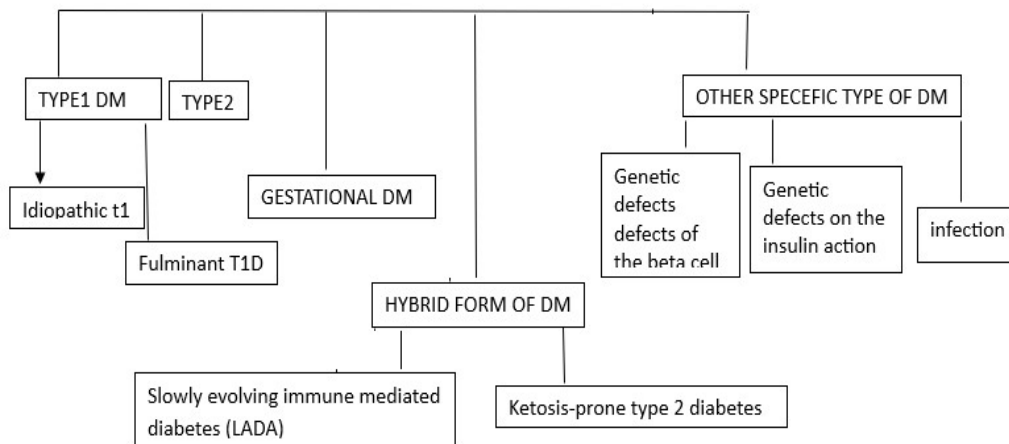 TYPE1 DM
TYPE2
OTHER SPECEFIC TYPE OF DM
Idiopathic t1
Fulminant T1D
GESTATIONAL DM
Genetic
defects
defects of
the beta cell
Genetic
defects on the
insulin action
infection
HYBRID FORM OF DM
Slowly evolving immune mediated
diabetes (LADA)
Ketosis-prone type 2 diabetes